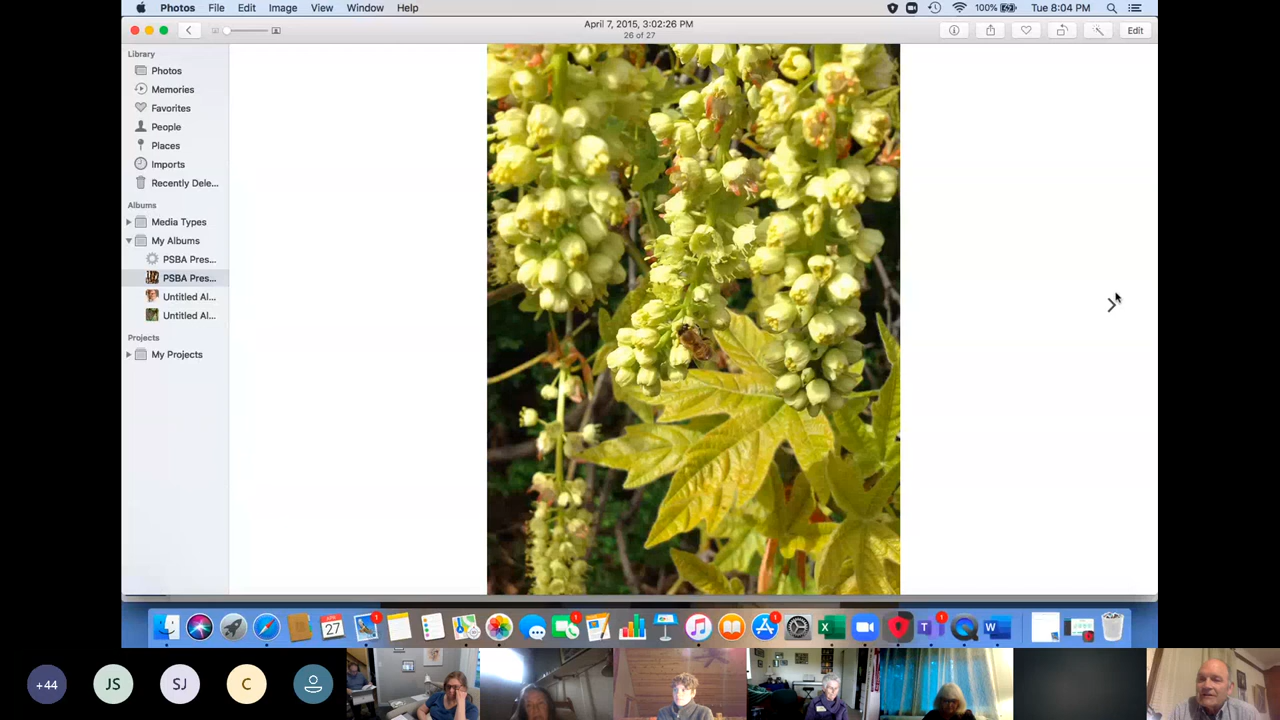 Photos File Edit Image View Window Help
100% Tue 8:04 PM
April 7, 2015, 3:02:26 PM
26 of 27
Edit
Library
Photos
Memories
Favorites
People
Places
Imports
Recently Dele...
Albums
Media Types
My Albums
PSBA Pres...
PSBA Pres...
Untitled Al...
Untitled Al...
Projects
My Projects
27
+44 JS SJ C